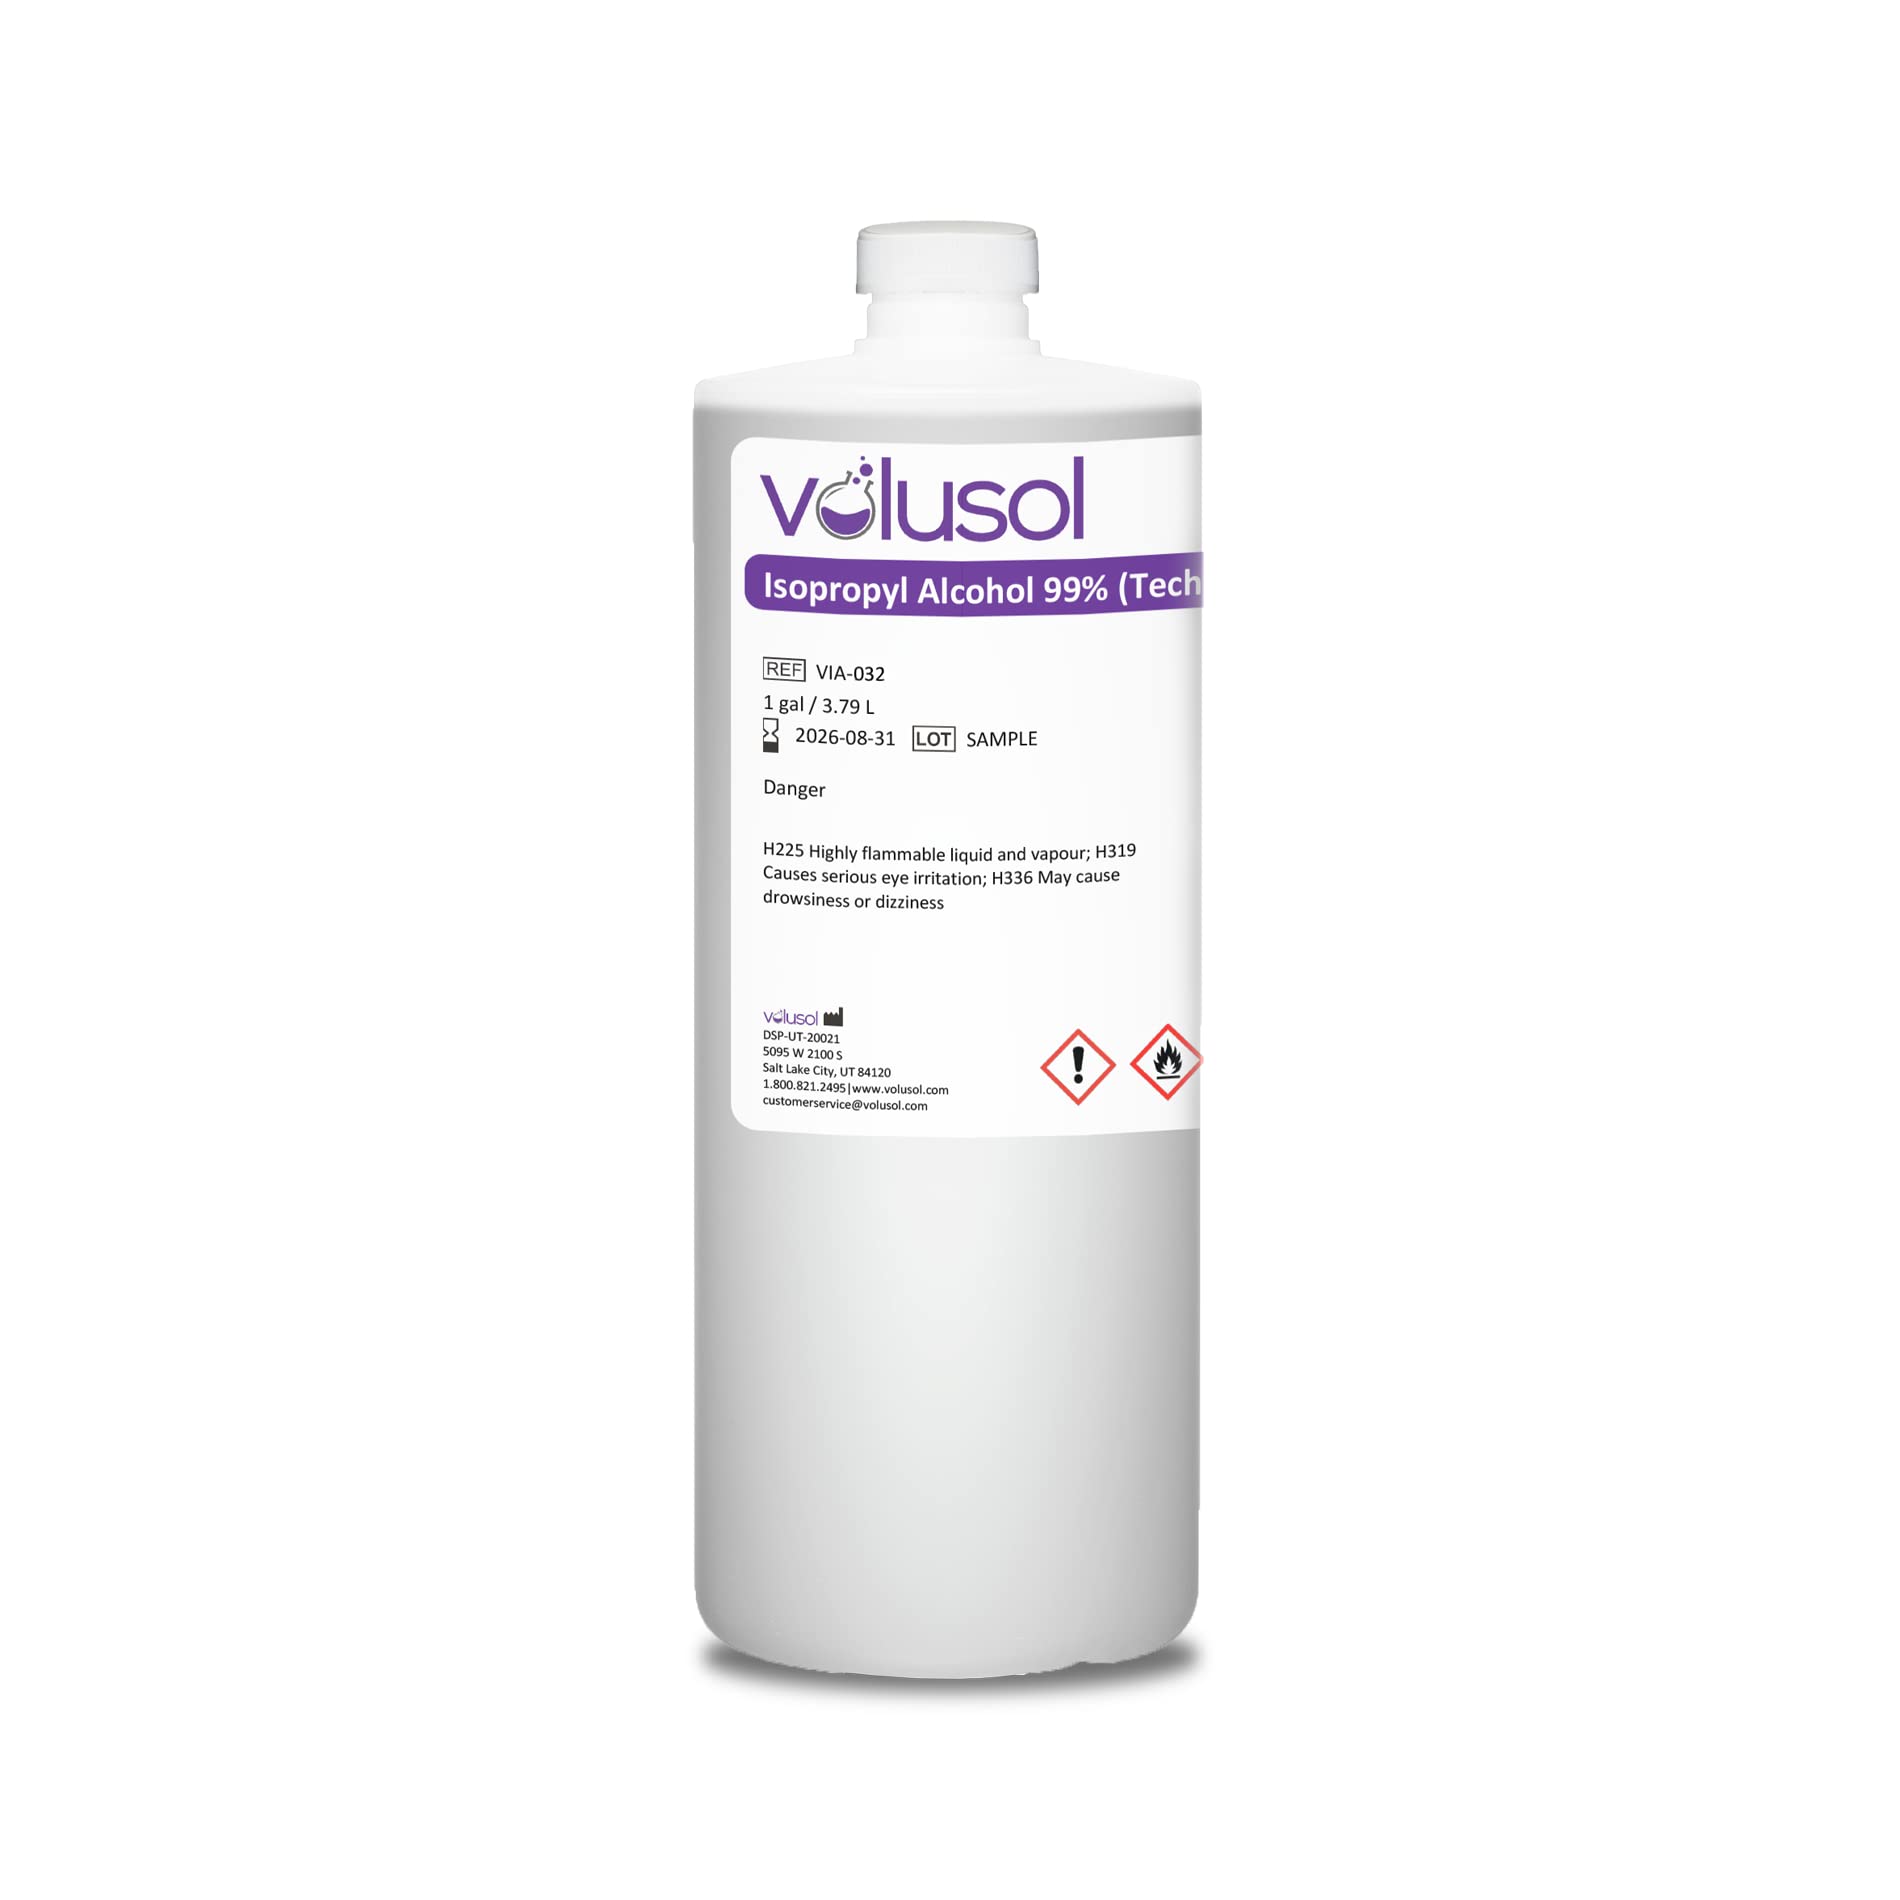 volusol
Isopropyl Alcohol 99% (Tech
REF VIA-032
1 gal / 3.79 L
2026-08-31 LOT SAMPLE
Danger
H225 Highly flammable liquid and vapour; H319
Causes serious eye irritation; H336 May cause
drowsiness or dizziness
volusol
DSP-UT-20021
5095 W 2100 S
Salt Lake City, UT 84120
1.800.821.2495|www.volusol.com
customerservice@volusol.com